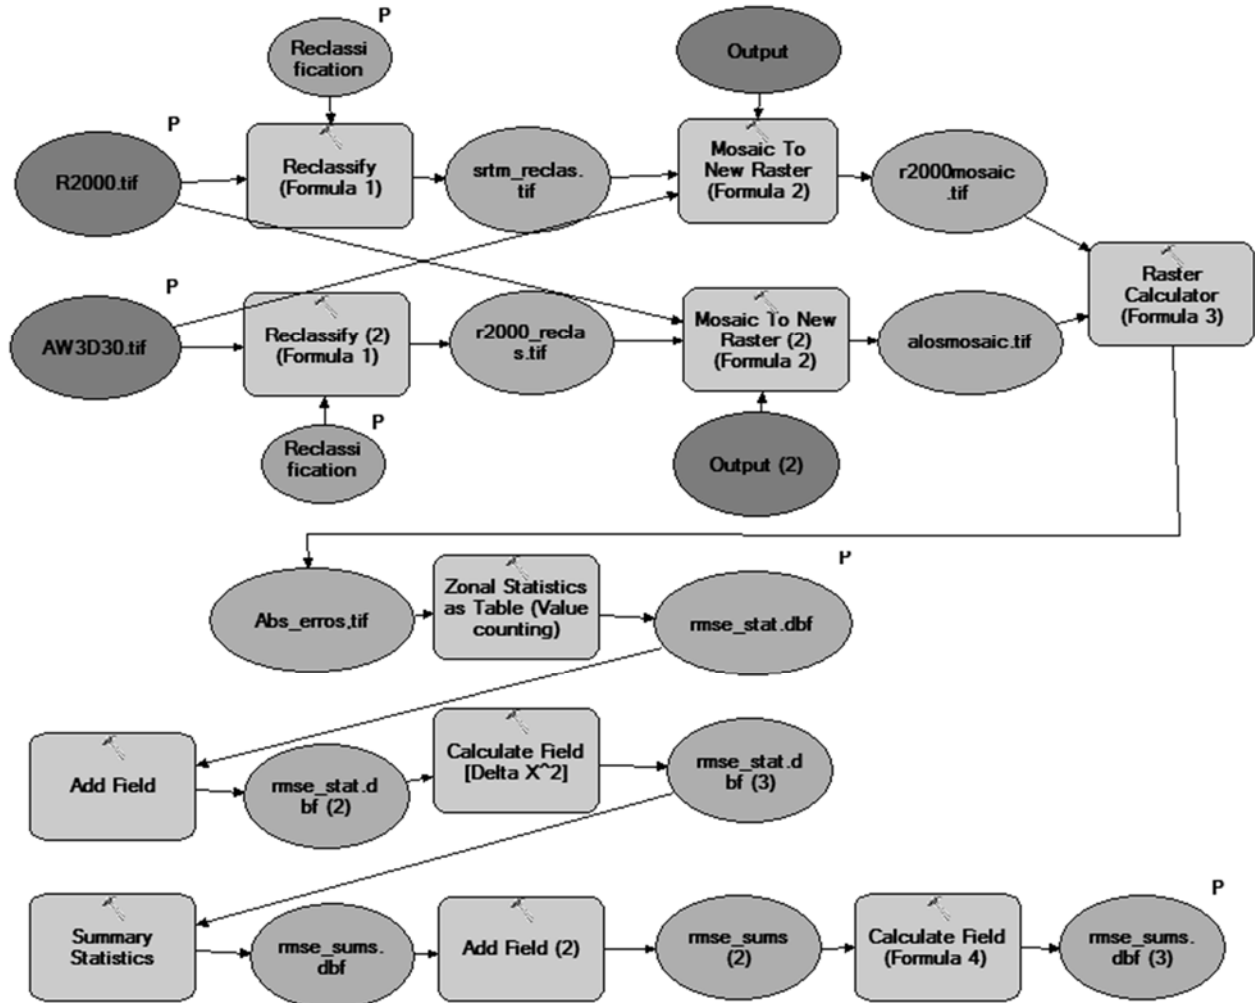 P
Reclassi
fication
Output
P
R2000.tif
Reclassify
(Formula 1)
srtm_reclas.
tif
Mosaic To
New Raster
(Formula 2)
r2000mosaic
.tif
Raster
Calculator
(Formula 3)
P
AW3D30.tif
Reclassify (2)
(Formula 1)
r2000_recla
s.tif
Mosaic To New
Raster (2)
(Formula 2)
alosmosaic.tif
P
Reclassi
fication
Output (2)
Abs_erros,tif
Zonal Statistics
as Table (Value
counting)
P
rmse_stat.dbf
Add Field
rmse_stat.d
bf (2)
Calculate Field
[Delta X^2]
rmse_stat.d
bf (3)
Summary
Statistics
rmse_sums.
dbf
Add Field (2)
rmse_sums
(2)
Calculate Field
(Formula 4)
P
rmse_sums.
dbf (3)